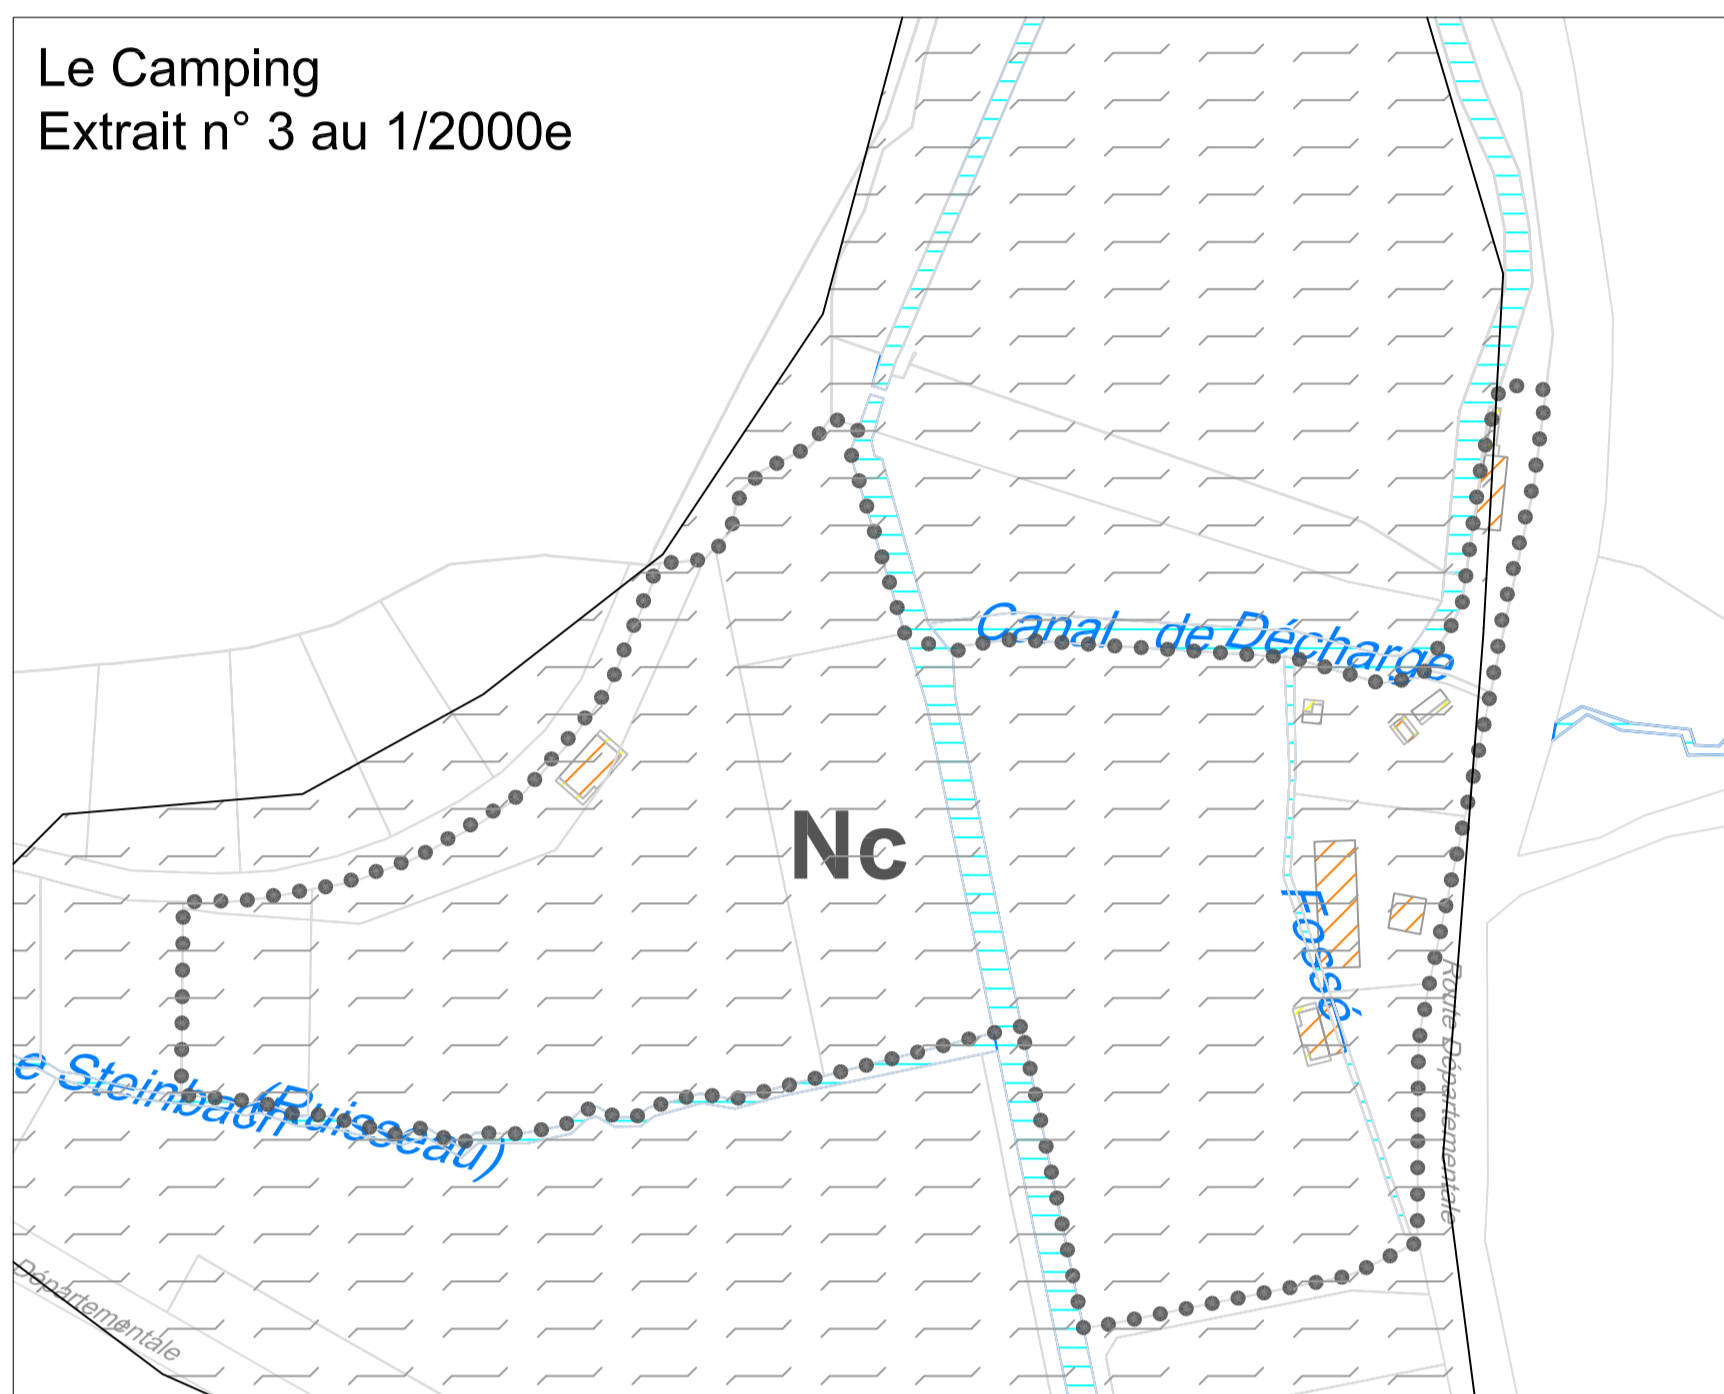 Le Camping
Extrait n° 3 au 1/2000e
Canal de Décharge
Nc
Fossé
Route Départementale
e Steinbach (Ruisseau)
Départementale